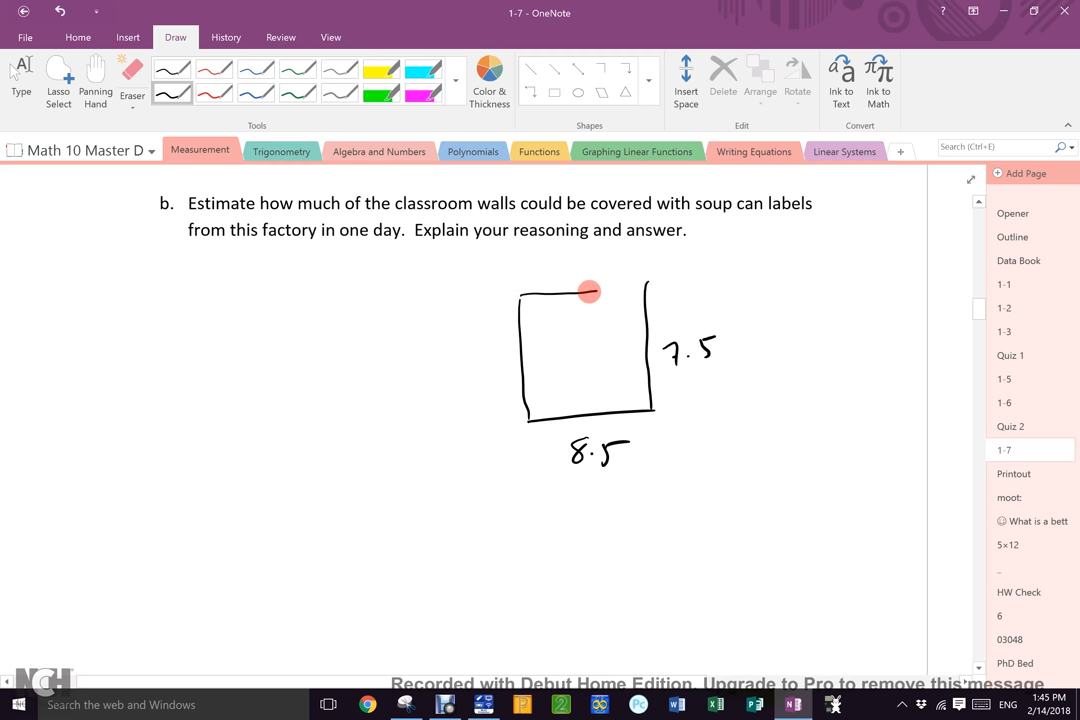 1-7 - OneNote
?
File
Home
Insert
Draw
History
Review
View
Type
Lasso
Select
Panning
Hand
Eraser
Color &
Thickness
Insert
Space
Delete
Arrange
Rotate
Ink to
Text
Ink to
Math
Tools
Shapes
Edit
Convert
Math 10 Master D
Measurement
Trigonometry
Algebra and Numbers
Polynomials
Functions
Graphing Linear Functions
Writing Equations
Linear Systems
Search (Ctrl+E)
Add Page
b. Estimate how much of the classroom walls could be covered with soup can labels
from this factory in one day. Explain your reasoning and answer.
7.5
8.5
Opener
Outline
Data Book
1-1
1-2
1-3
Quiz 1
1-5
1-6
Quiz 2
1-7
Printout
moot:
☺ What is a bett
5×12
..
HW Check
6
03048
PhD Bed
NCH
Recorded with Debut Home Edition. Upgrade to Pro to remove this message
Search the web and Windows
ENG
1:45 PM
2/14/2018